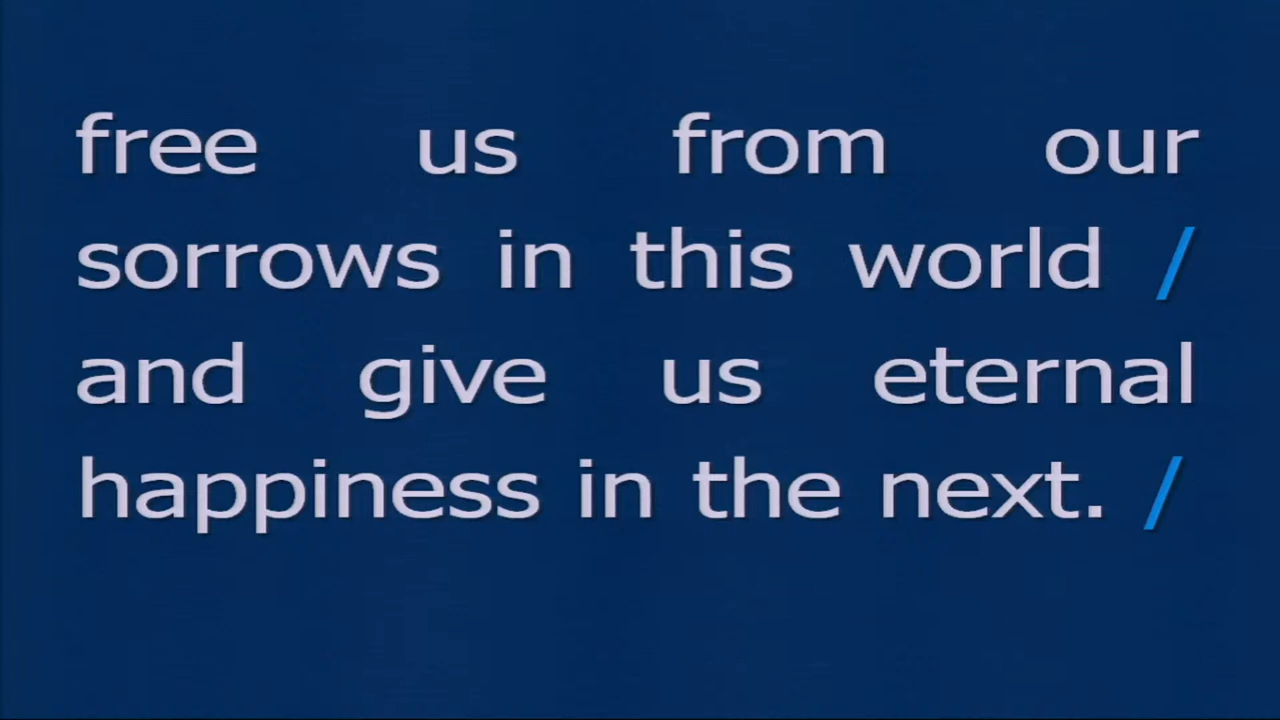 free us from our
sorrows in this world /
and give us eternal
happiness in the next. /